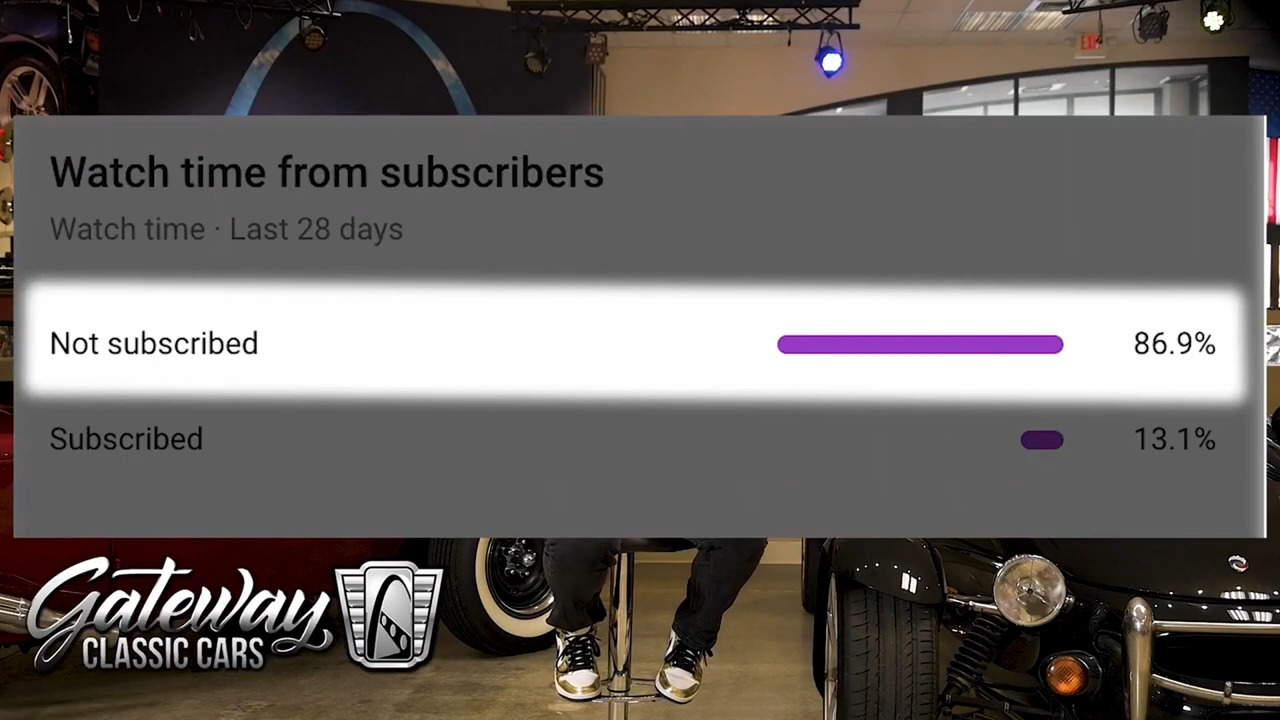 Watch time from subscribers
Watch time · Last 28 days
Not subscribed 86.9%
Subscribed 13.1%
Gateway
CLASSIC CARS